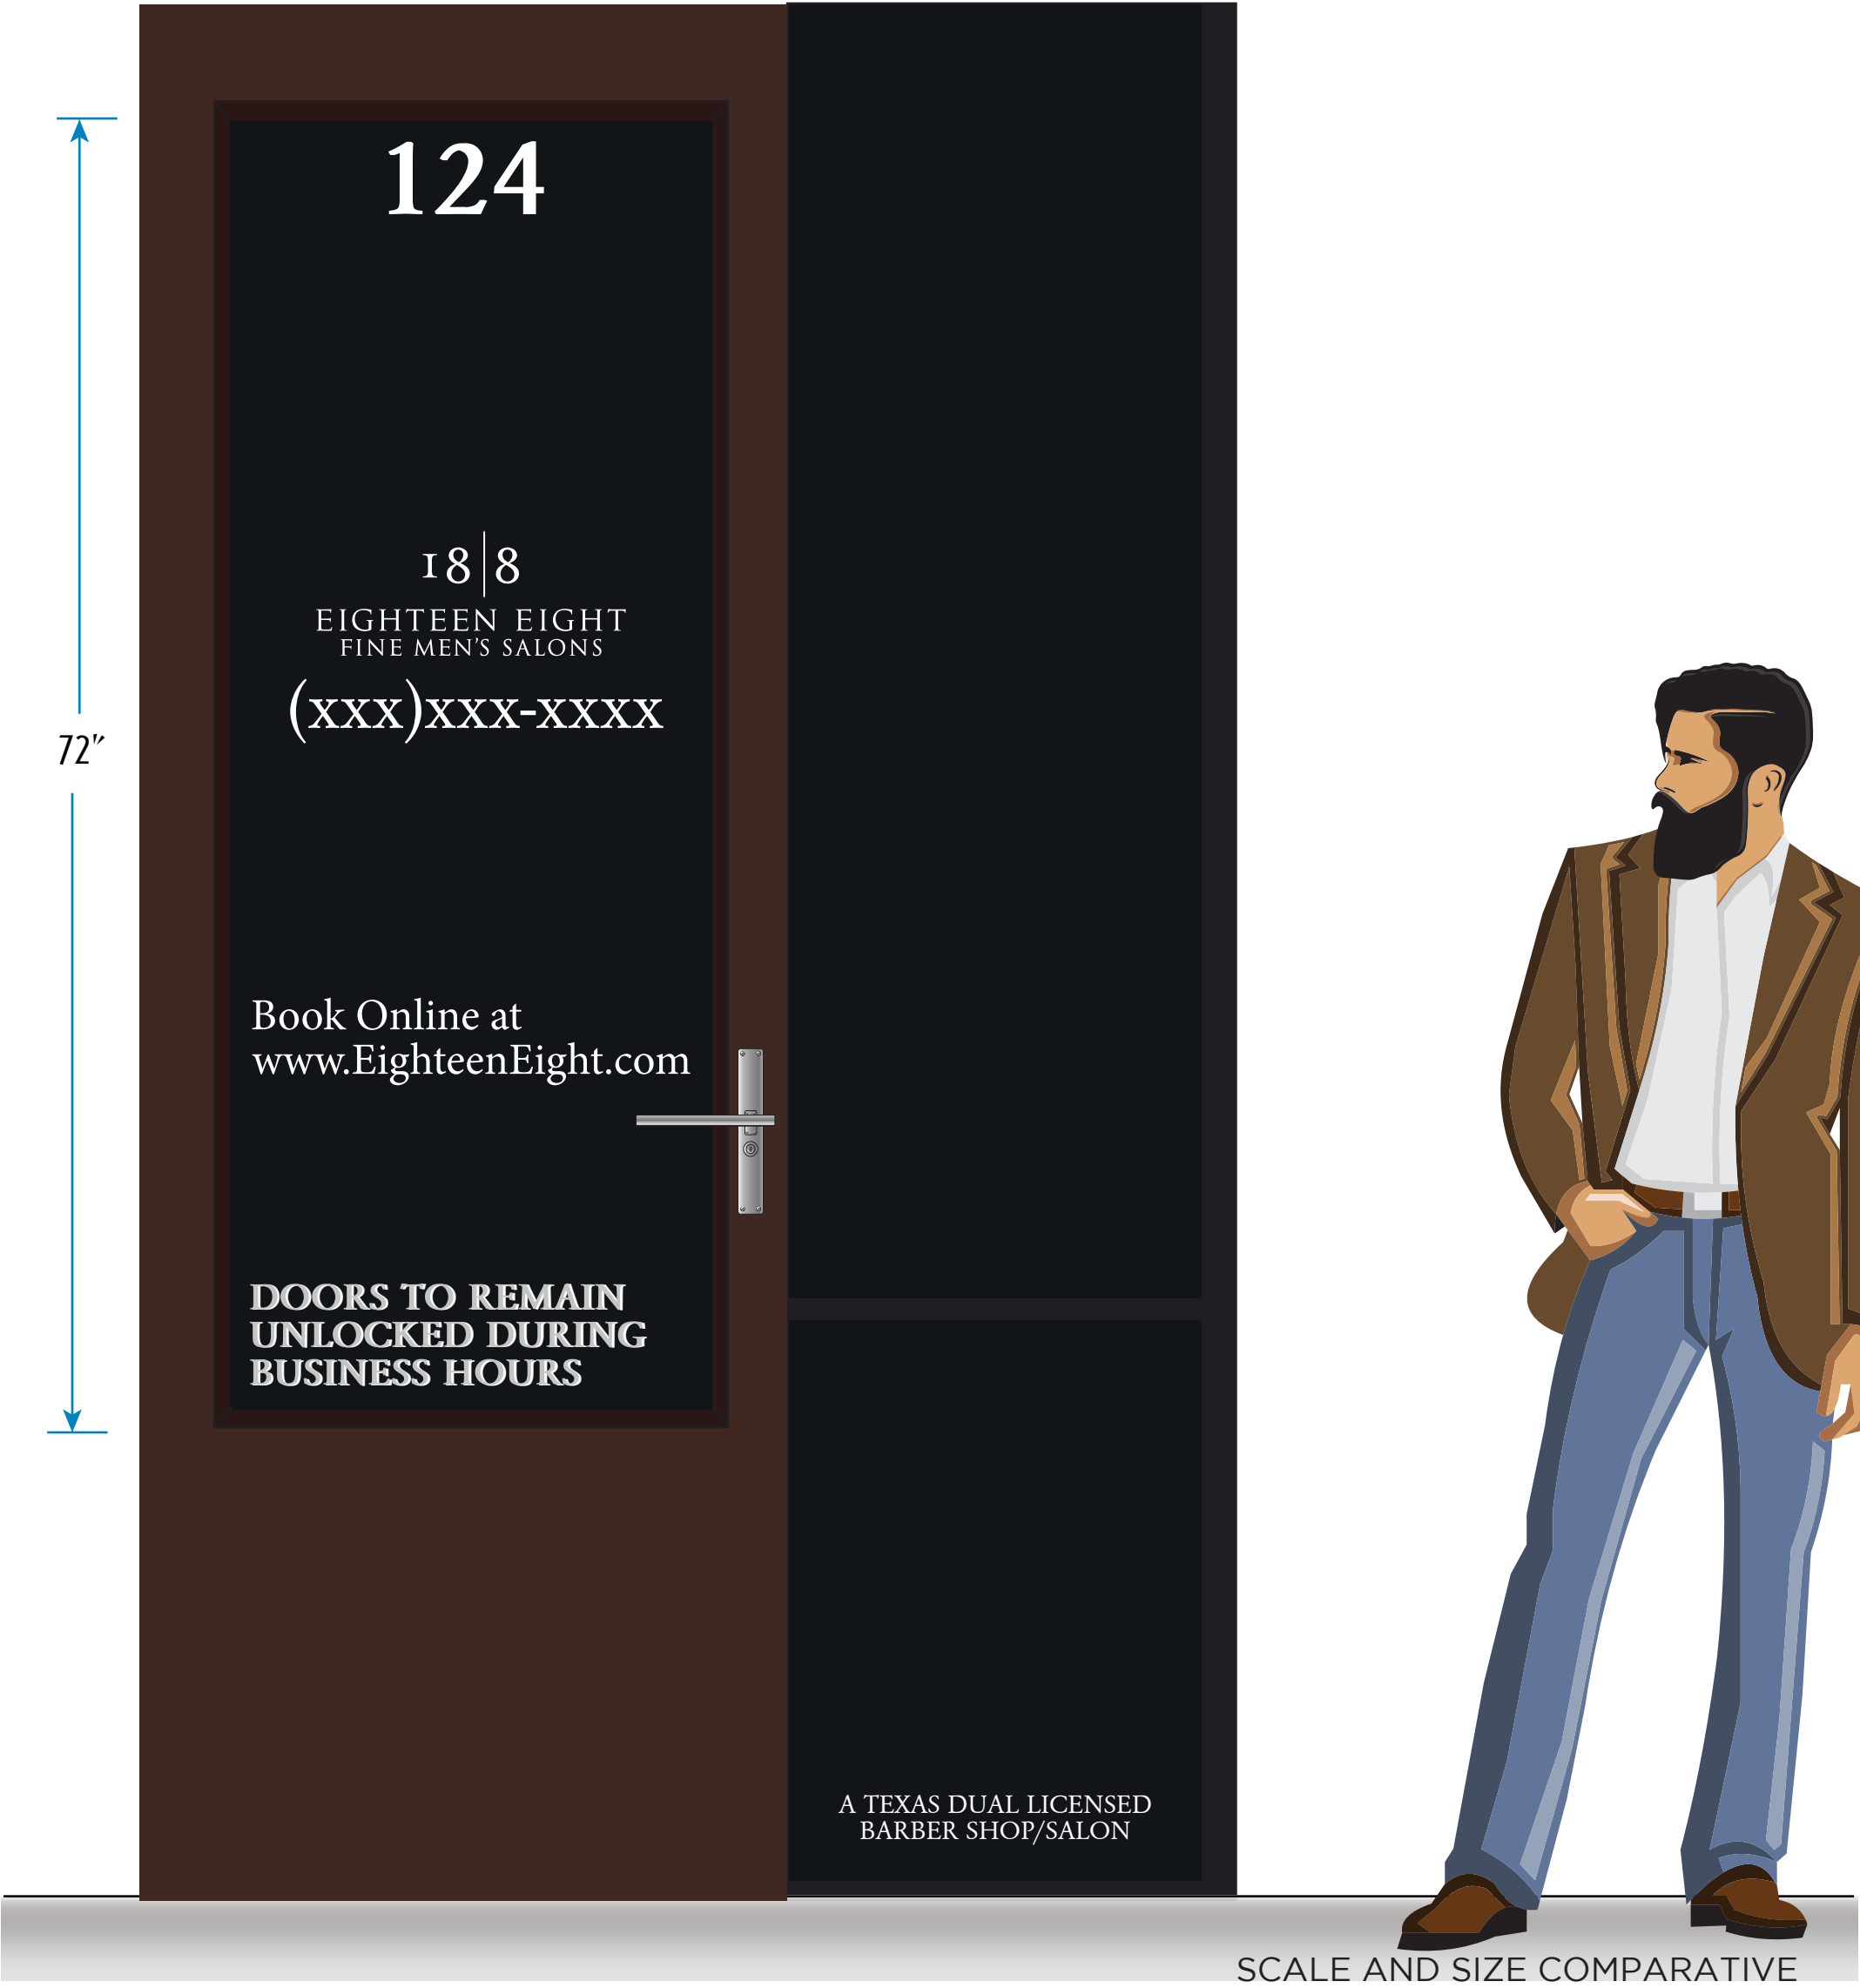 124
72"
18|8
EIGHTEEN EIGHT
FINE MEN'S SALONS
(xxx)xxx-xxxx
Book Online at
www.EighteenEight.com
DOORS TO REMAIN
UNLOCKED DURING
BUSINESS HOURS
A TEXAS DUAL LICENSED
BARBER SHOP/SALON
SCALE AND SIZE COMPARATIVE